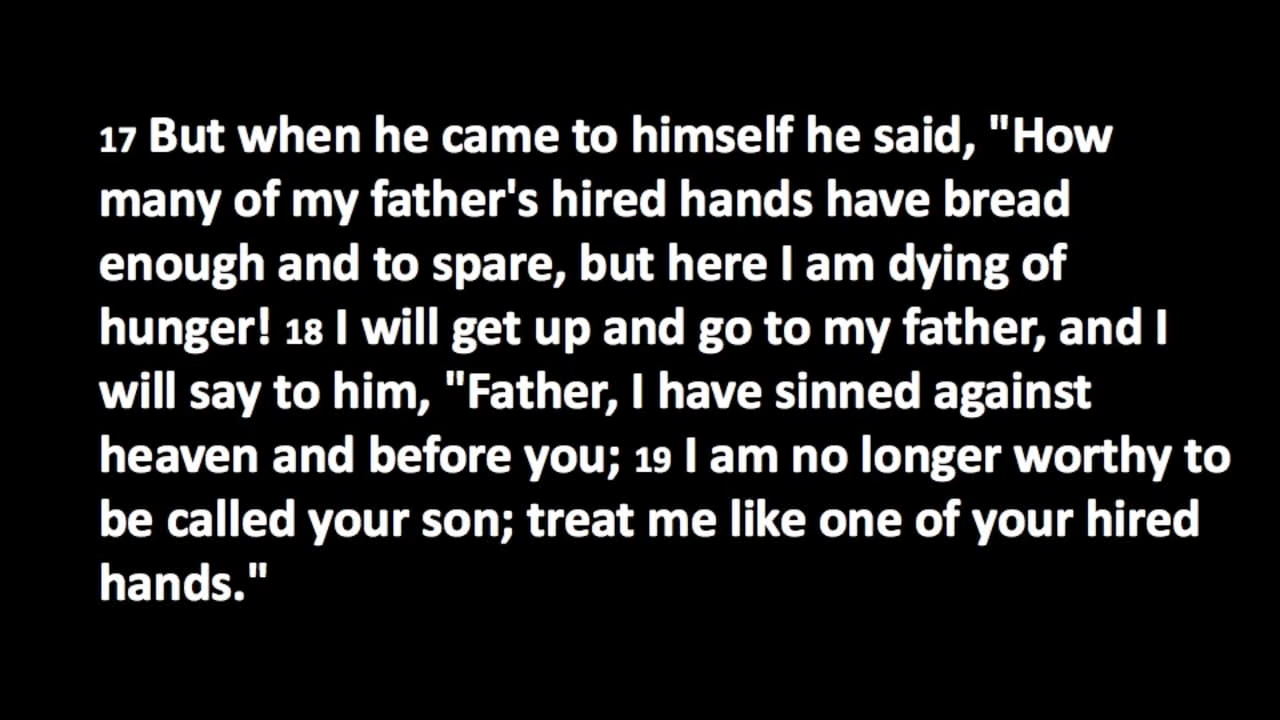 17 But when he came to himself he said, "How
many of my father's hired hands have bread
enough and to spare, but here I am dying of
hunger! 18 I will get up and go to my father, and I
will say to him, "Father, I have sinned against
heaven and before you; 19 I am no longer worthy to
be called your son; treat me like one of your hired
hands."